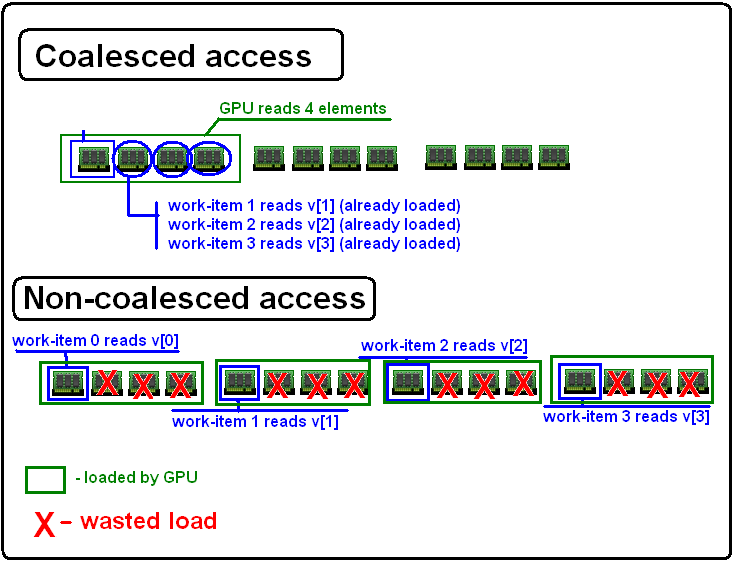 Coalesced access
GPU reads 4 elements
work-item 1 reads v[1] (already loaded)
work-item 2 reads v[2] (already loaded)
work-item 3 reads v[3] (already loaded)
Non-coalesced access
work-item 0 reads v[0]
work-item 2 reads v[2]
X X X X X X X X X X X X
work-item 1 reads v[1]
work-item 3 reads v[3]
- loaded by GPU
X – wasted load